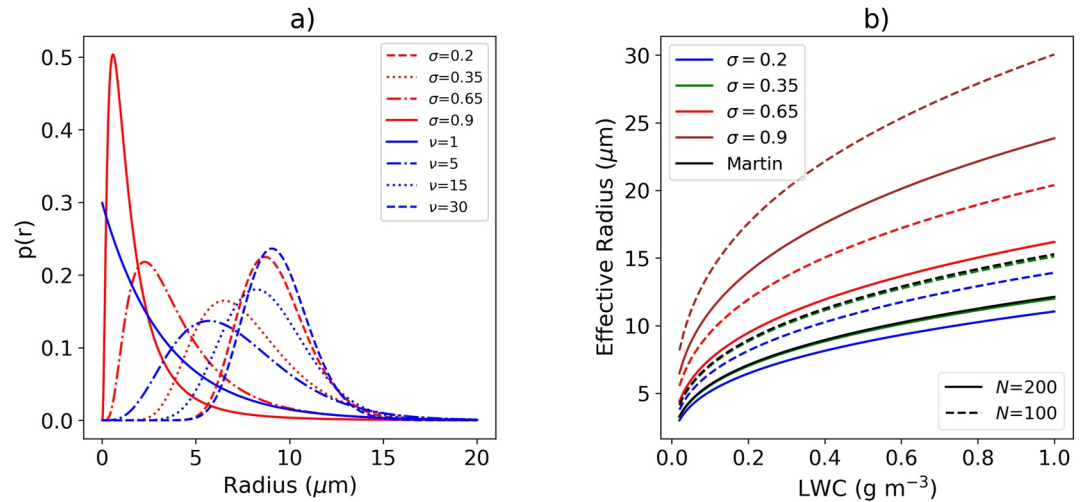 a)
p(r)
0.5
0.4
0.3
0.2
0.1
0.0
σ=0.2
σ=0.35
σ=0.65
σ=0.9
ν=1
ν=5
ν=15
ν=30
0 5 10 15 20
Radius (μm)
b)
Effective Radius (μm)
30
25
20
15
10
5
σ = 0.2
σ = 0.35
σ = 0.65
σ = 0.9
Martin
N=200
N=100
0.0 0.2 0.4 0.6 0.8 1.0
LWC (g m⁻³)